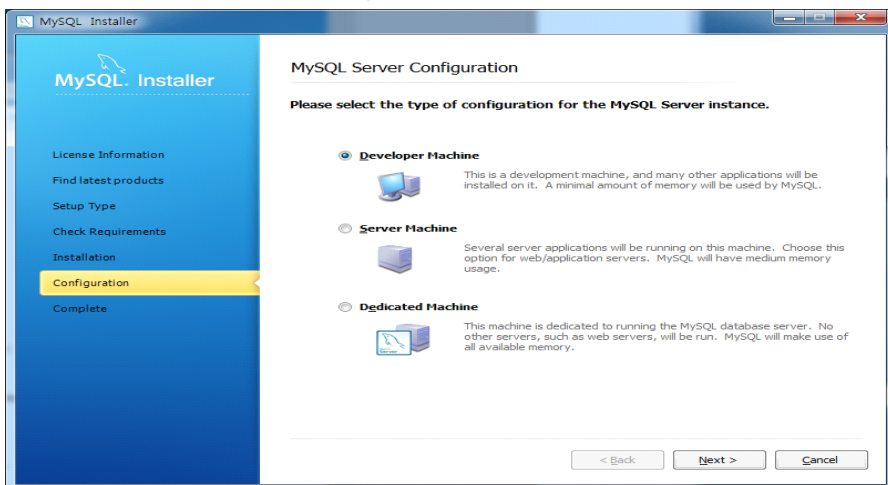 MySQL Installer
MySQL. Installer
License Information
Find latest products
Setup Type
Check Requirements
Installation
Configuration
Complete
MySQL Server Configuration
Please select the type of configuration for the MySQL Server instance.
Developer Machine
This is a development machine, and many other applications will be
installed on it. A minimal amount of memory will be used by MySQL.
Server Machine
Several server applications will be running on this machine. Choose this
option for web/application servers. MySQL will have medium memory
usage.
Dedicated Machine
This machine is dedicated to running the MySQL database server. No
other servers, such as web servers, will be run. MySQL will make use of
all available memory.
Server
< Back
Next >
Cancel